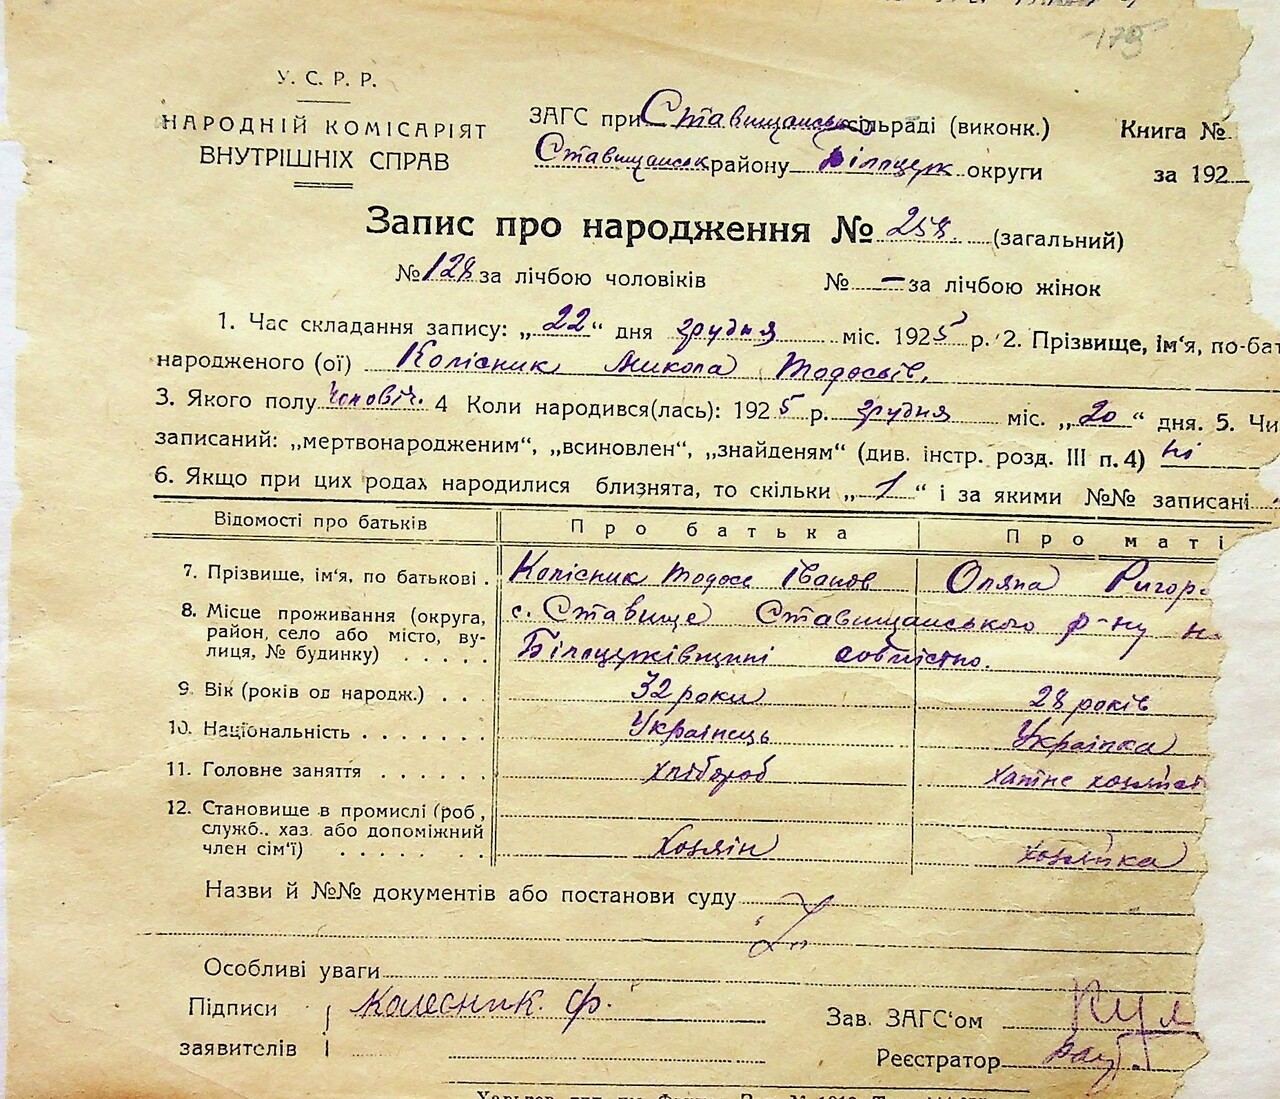 175
У. С. Р. Р.
НАРОДНІЙ КОМІСАРІЯТ
ВНУТРІШНІХ СПРАВ
ЗАГС при Ставищанськ сільраді (виконк.)
Ставищанськ району Білоцерк округи
Книга №
за 192
Запис про народження № 258 (загальний)
№ 128 за лічбою чоловіків № — за лічбою жінок
1. Час складання запису: „22“ дня грудня міс. 1925 р. 2. Прізвище, ім‘я, по-бат
народженого (ої) Колісник Микола Тодосьів.
3. Якого полу чоловіч. 4 Коли народився(лась): 1925 р. грудня міс. „20“ дня. 5. Чи
записаний: „мертвонародженим“, „всиновлен“, „знайденям“ (див. інстр. розд. III п. 4) ні
6. Якщо при цих родах народилися близнята, то скільки „1“ і за якими №№ записані
Відомості про батьків Про батька Про маті
7. Прізвище, ім‘я, по батькові . Колісник Тодось Іванов Оляна Ригор
8. Місце проживання (округа, район, село або місто, вулиця, № будинку) . . . . . с. Ставище Ставищанського р-ну н.
Білоцерківщині собпістно.
9. Вік (років од народж.) . . 32 роки 28 років
10. Національність . . . . . . . Українець Українка
11. Головне заняття . . . . . . хлібороб хатнє хозяйст
12. Становище в промислі (роб, служб.. хаз. або допоміжний член сім‘ї) . . . . . . Хозяїн хозяйка
Назви й №№ документів або постанови суду
Особливі уваги
Підписи Колесник. Ф.
заявителів
Зав. ЗАГС‘ом Кул
Реєстратор